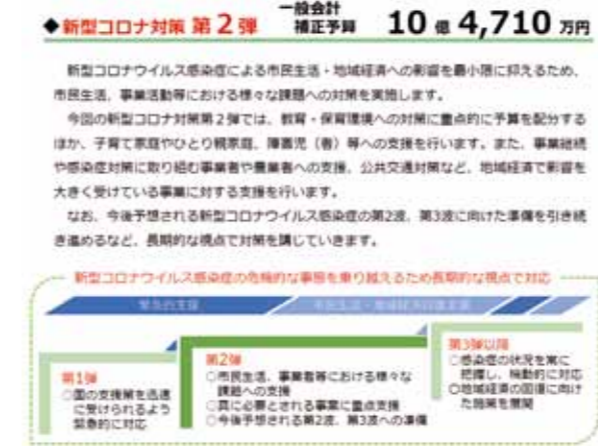 ◆新型コロナ対策 第2弾 一般会計補正予算 10億4,710万円
新型コロナウイルス感染症による市民生活・地域経済への影響を最小限に抑えるため、
市民生活、事業活動等における様々な課題への対策を実施します。
今回の新型コロナ対策第2弾では、教育・保育環境への対策に重点的に予算を配分する
ほか、子育て家庭やひとり親家庭、障害児（者）等への支援を行います。また、事業継続
や感染症対策に取り組む事業者や農業者への支援、公共交通対策など、地域経済で影響を
大きく受けている事業に対する支援を行います。
なお、今後予想される新型コロナウイルス感染症の第2波、第3波に向けた準備を引き続
き進めるなど、長期的な視点で対策を講じていきます。
新型コロナウイルス感染症の危機的な事態を乗り越えるため長期的な視点で対応
緊急的支援
市民生活・地域経済回復支援
第1弾
○国の支援策を迅速
に受けられるよう
緊急的に対応
第2弾
○市民生活、事業者等における様々な
課題への支援
○真に必要とされる事業に重点支援
○今後予想される第2波、第3波への準備
第3弾以降
○感染症の状況を常に
把握し、機動的に対応
○地域経済の回復に向け
た施策を展開